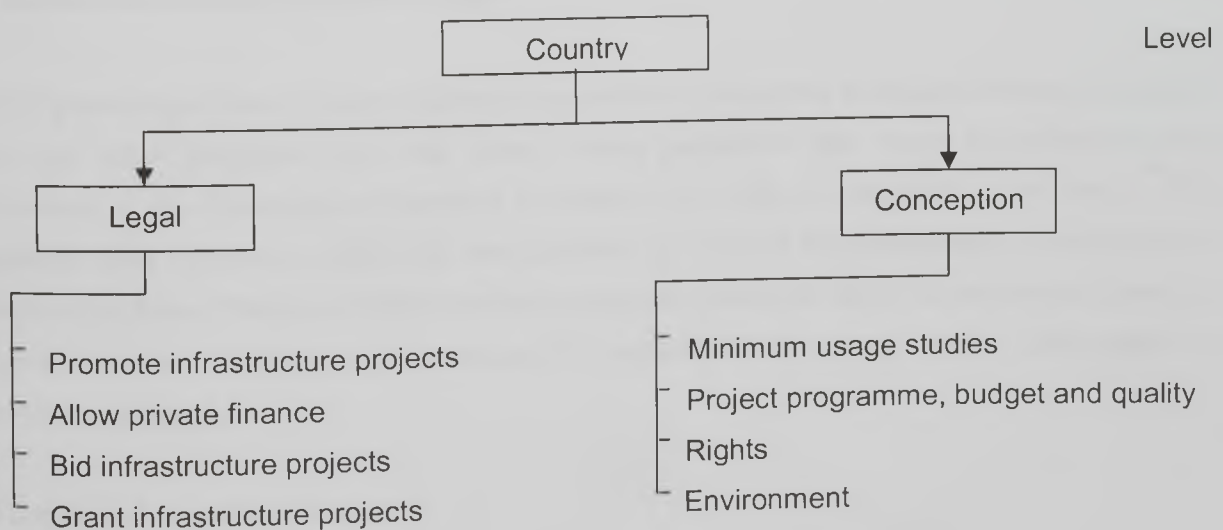 Country
Level
Legal
Conception
Promote infrastructure projects
Allow private finance
Bid infrastructure projects
Grant infrastructure projects
Minimum usage studies
Project programme, budget and quality
Rights
Environment